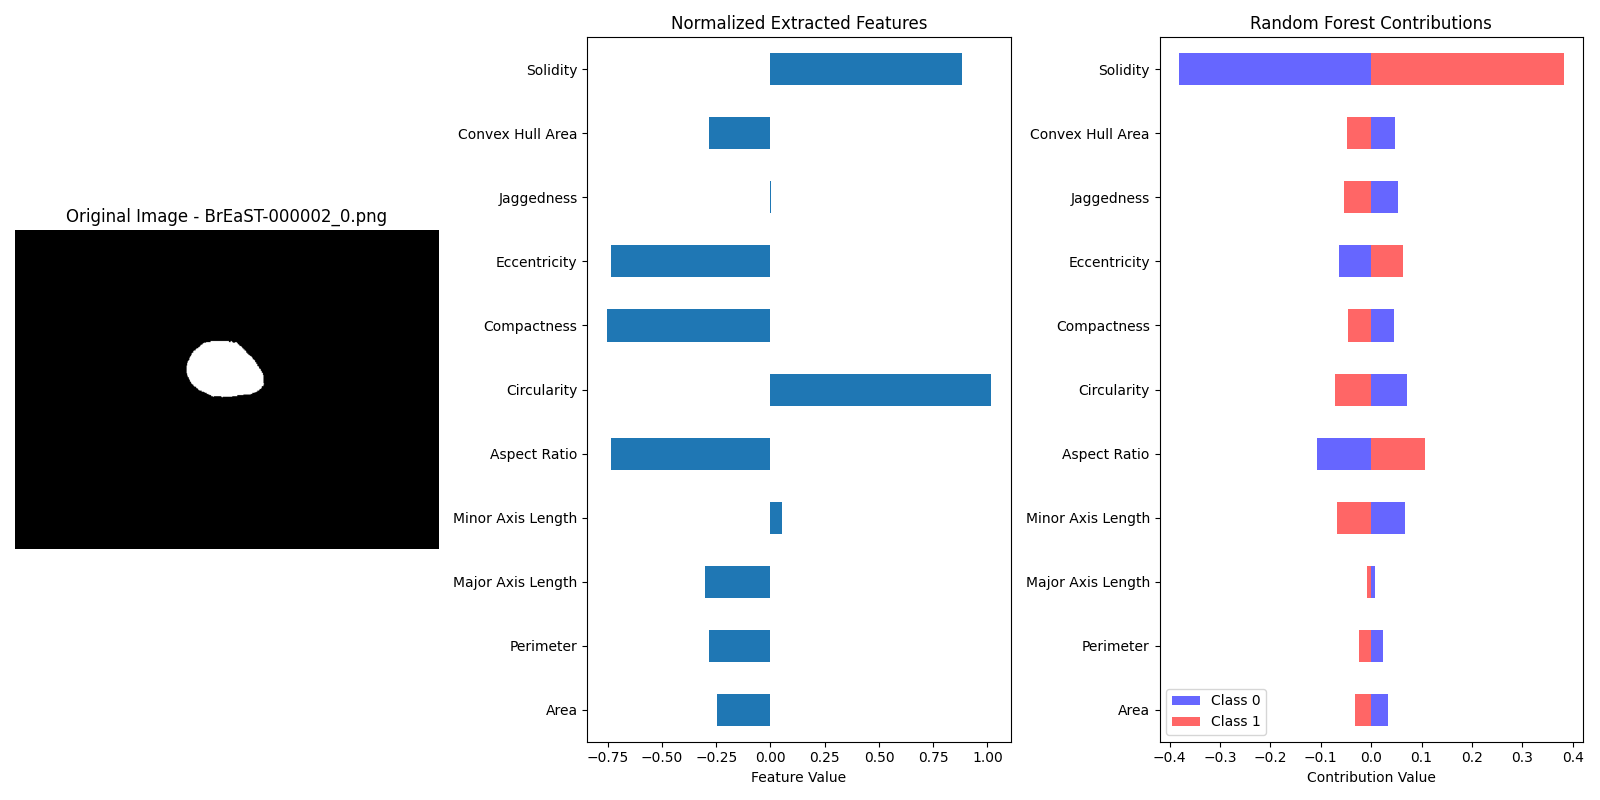 Original Image - BrEaST-000002_0.png
Normalized Extracted Features
Solidity
Convex Hull Area
Jaggedness
Eccentricity
Compactness
Circularity
Aspect Ratio
Minor Axis Length
Major Axis Length
Perimeter
Area
−0.75 −0.50 −0.25 0.00 0.25 0.50 0.75 1.00
Feature Value
Random Forest Contributions
Solidity
Convex Hull Area
Jaggedness
Eccentricity
Compactness
Circularity
Aspect Ratio
Minor Axis Length
Major Axis Length
Perimeter
Area
Class 0
Class 1
−0.4 −0.3 −0.2 −0.1 0.0 0.1 0.2 0.3 0.4
Contribution Value